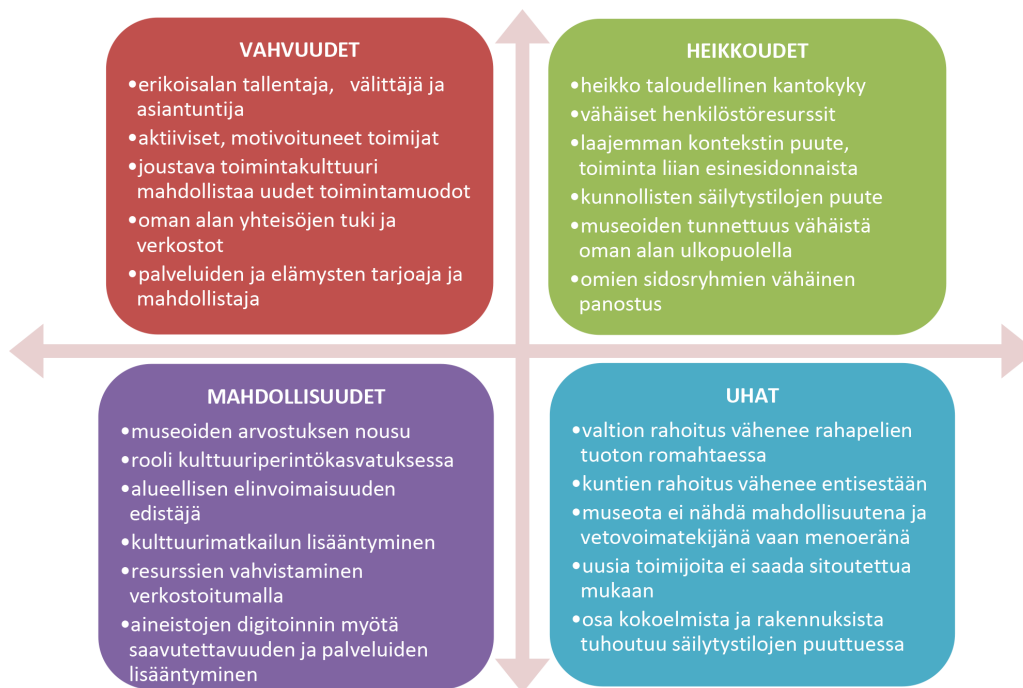 VAHVUUDET
•erikoisalan tallentaja, välittäjä ja
asiantuntija
•aktiiviset, motivoituneet toimijat
•joustava toimintakulttuuri
mahdollistaa uudet toimintamuodot
•oman alan yhteisöjen tuki ja
verkostot
•palveluiden ja elämysten tarjoaja ja
mahdollistaja
HEIKKOUDET
•heikko taloudellinen kantokyky
•vähäiset henkilöstöresurssit
•laajemman kontekstin puute,
toiminta liian esinesidonnaista
•kunnollisten säilytystilojen puute
•museoiden tunnettuus vähäistä
oman alan ulkopuolella
•omien sidosryhmien vähäinen
panostus
MAHDOLLISUUDET
•museoiden arvostuksen nousu
•rooli kulttuuriperintökasvatuksessa
•alueellisen elinvoimaisuuden
edistäjä
•kulttuurimatkailun lisääntyminen
•resurssien vahvistaminen
verkostoitumalla
•aineistojen digitoinnin myötä
saavutettavuuden ja palveluiden
lisääntyminen
UHAT
•valtion rahoitus vähenee rahapelien
tuoton romahtaessa
•kuntien rahoitus vähenee entisestään
•museota ei nähdä mahdollisuutena ja
vetovoimatekijänä vaan menoeränä
•uusia toimijoita ei saada sitoutettua
mukaan
•osa kokoelmista ja rakennuksista
tuhoutuu säilytystilojen puuttuessa